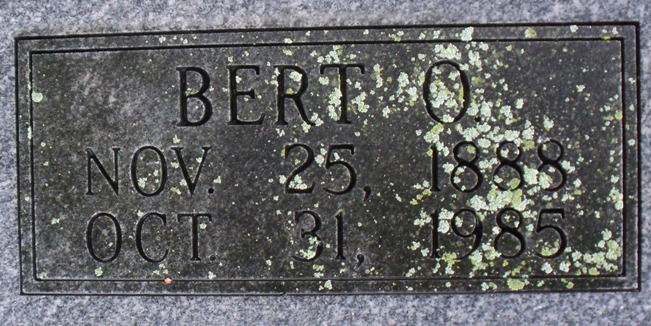 BERT O.
NOV. 25, 1888
OCT. 31, 1985